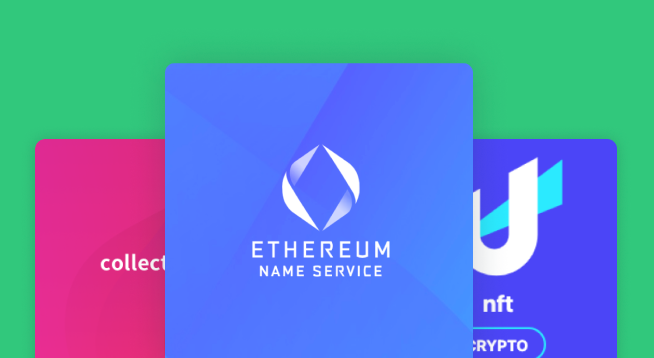 ETHEREUM
NAME SERVICE
collect
nft
CRYPTO